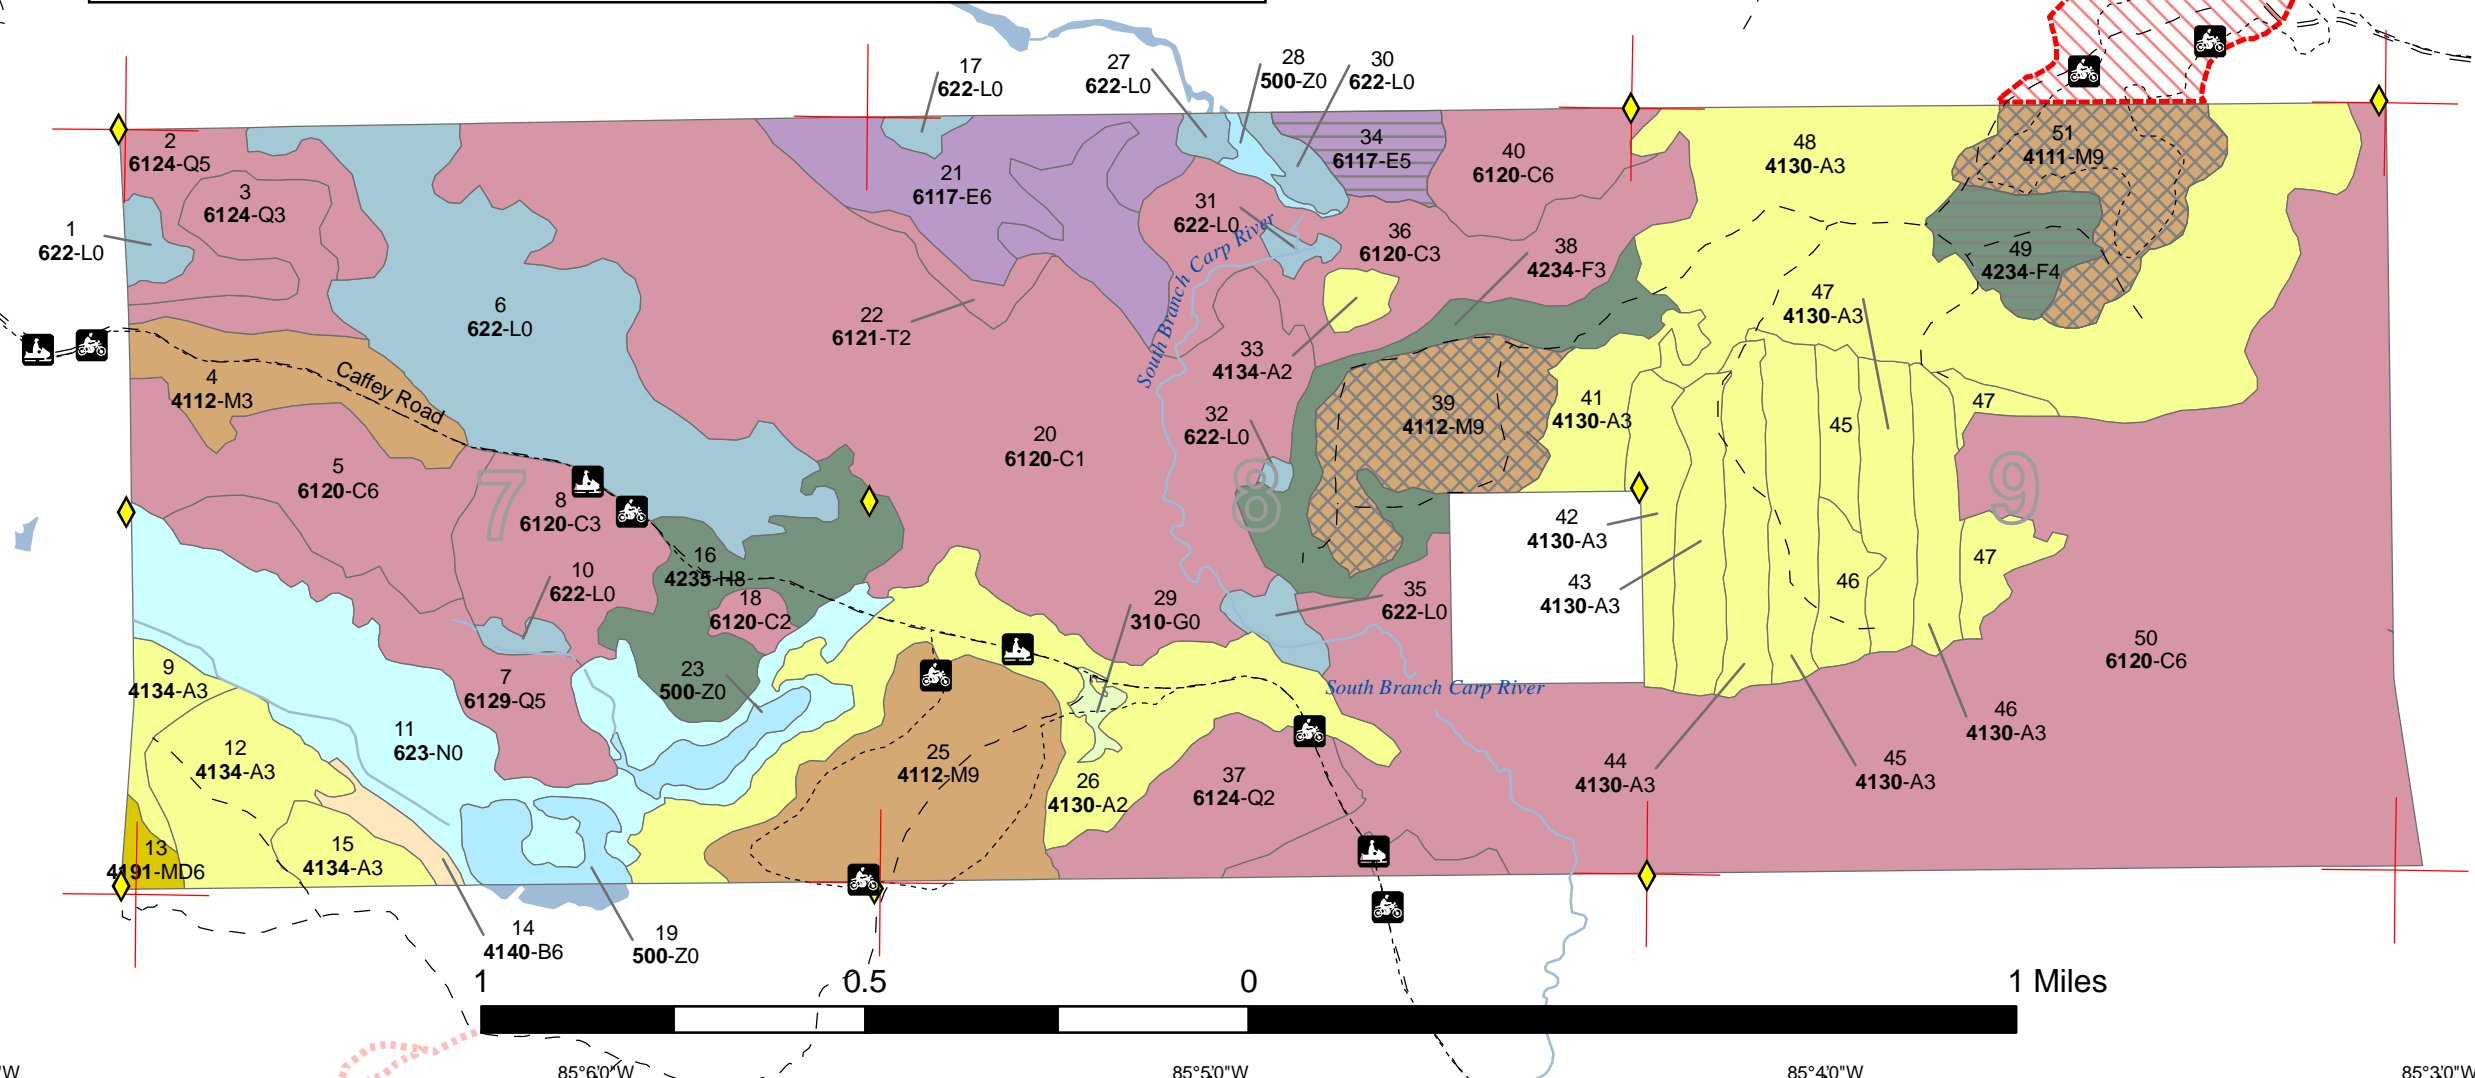 17
622-L0
27
622-L0
28
500-Z0
30
622-L0
2
6124-Q5
3
6124-Q3
1
622-L0
21
6117-E6
34
6117-E5
40
6120-C6
48
4130-A3
51
4111-M9
31
622-L0
36
6120-C3
38
4234-F3
49
4234-F4
South Branch Carp River
6
622-L0
22
6121-T2
47
4130-A3
33
4134-A2
4
4112-M3
Caffey Road
32
622-L0
39
4112-M9
41
4130-A3
45
47
5
6120-C6
20
6120-C1
7
8
6120-C3
8
9
42
4130-A3
16
4235-H8
10
622-L0
43
4130-A3
46
47
18
6120-C2
29
310-G0
35
622-L0
9
4134-A3
7
6129-Q5
23
500-Z0
South Branch Carp River
50
6120-C6
11
623-N0
12
4134-A3
25
4112-M9
26
4130-A2
37
6124-Q2
44
4130-A3
45
4130-A3
46
4130-A3
13
4191-MD6
15
4134-A3
14
4140-B6
19
500-Z0
1 0.5 0 1 Miles
"W 85°6'0"W 85°5'0"W 85°4'0"W 85°3'0"W